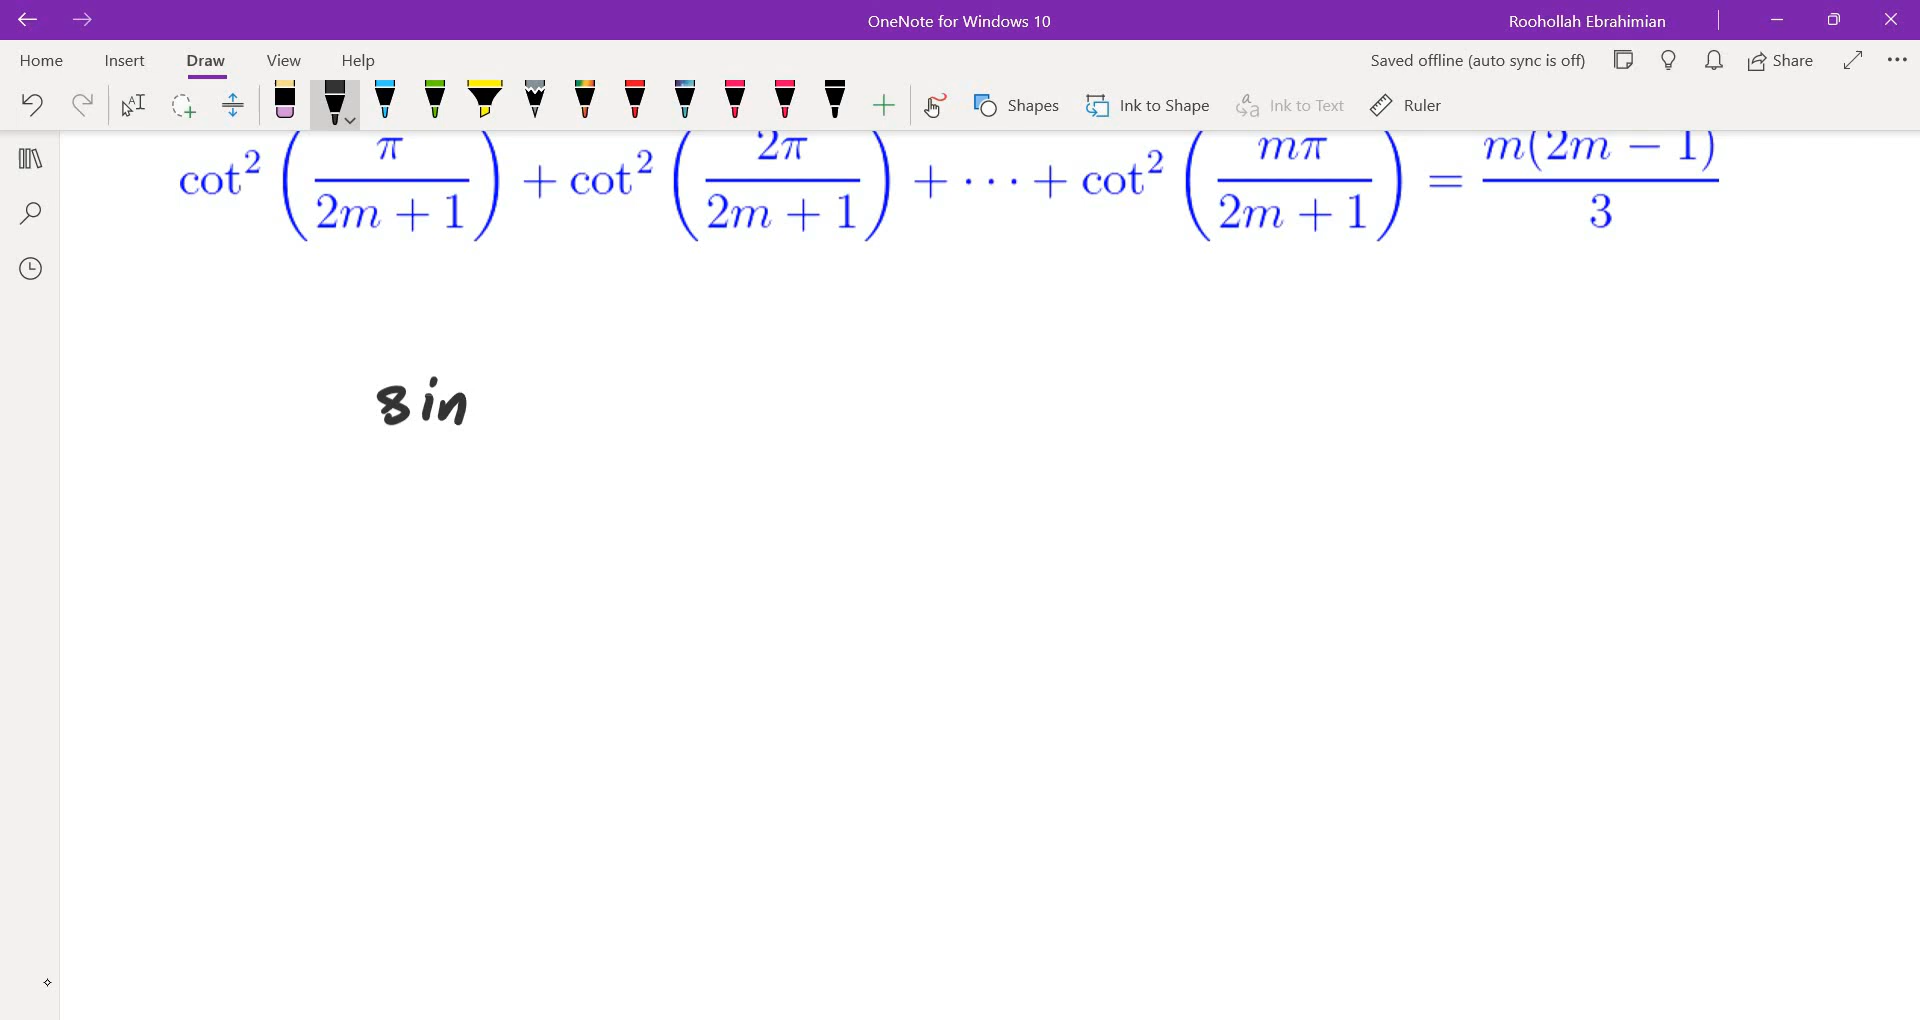 OneNote for Windows 10
Roohollah Ebrahimian
Home Insert Draw View Help
Saved offline (auto sync is off) Share
Shapes Ink to Shape Ink to Text Ruler
cot² (π / 2m + 1) + cot² (2π / 2m + 1) + · · · + cot² (mπ / 2m + 1) = m(2m − 1) / 3
sin